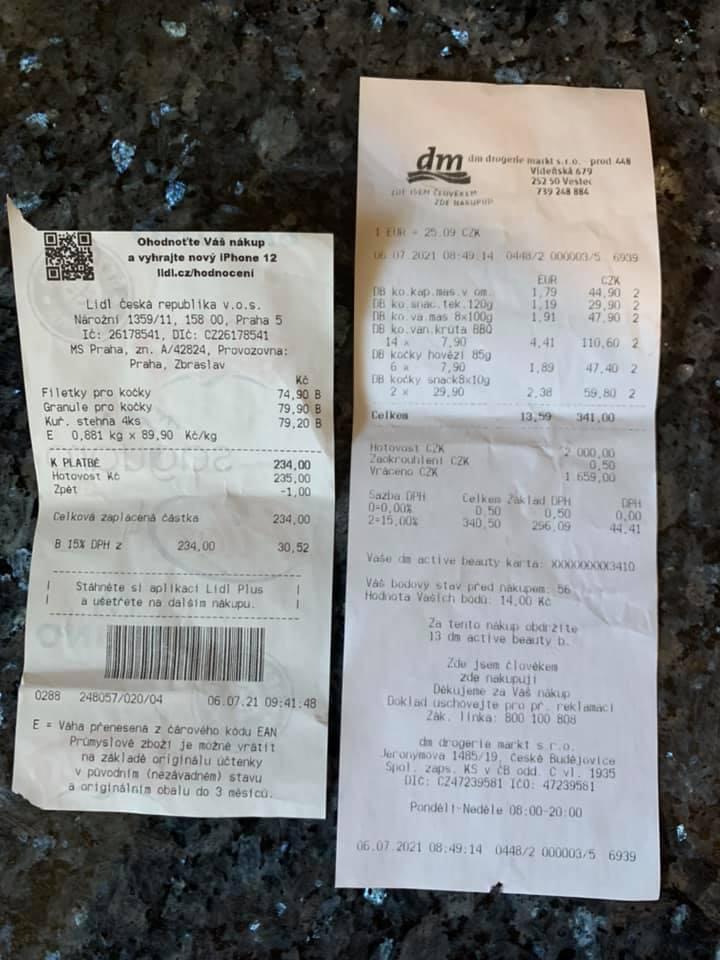 Ohodnoťte Váš nákup
a vyhrajte nový iPhone 12
lidl.cz/hodnocení
Lidl česká republika v.o.s.
Nárožní 1359/11, 158 00, Praha 5
IČ: 26178541, DIČ: CZ26178541
MS Praha, zn. A/42824, Provozovna:
Praha, Zbraslav
Kč
Filetky pro kočky 74,90 B
Granule pro kočky 79,90 B
Kuř. stehna 4ks 79,20 B
E 0,881 kg x 89,90 Kč/kg
K PLATBĚ 234,00
Hotovost Kč 235,00
Zpět -1,00
Celková zaplacená částka 234,00
B 15% DPH z 234,00 30,52
Stáhněte si aplikaci Lidl Plus
a ušetřete na dalším nákupu.
0288 248057/020/04 06.07.21 09:41:48
E = Váha přenesena z čárového kódu EAN
Průmyslové zboží je možné vrátit
na základě originálu účtenky
v původním (nezávadném) stavu
a originálním obalu do 3 měsíců.
dm dm drogerie markt s.r.o. - prod.448
Vídeňská 679
252 50 Vestec
739 248 884
ZDE JSEM ČLOVĚKEM
ZDE NAKUPUJI
1 EUR = 25.09 CZK
06.07.2021 08:49:14 0448/2 000003/5 6939
EUR CZK
DB ko.kap.mas.v om. 1,79 44,90 2
DB ko.snac.tek.120g 1,19 29,90 2
DB ko.va.mas 8x100g 1,91 47,90 2
DB ko.van.krůta BBQ
14 x 7,90 4,41 110,60 2
DB kočky hovězí 85g
6 x 7,90 1,89 47,40 2
DB kočky snack8x10g
2 x 29,90 2,38 59,80 2
Celkem 13,59 341,00
Hotovost CZK 2 000,00
Zaokrouhlení CZK 0,50
Vráceno CZK 1 659,00
Sazba DPH Celkem Základ DPH DPH
0=0,00% 0,50 0,50 0,00
2=15,00% 340,50 296,09 44,41
Vaše dm active beauty karta: XXXXXXXXX3410
Váš bodový stav před nákupem: 56
Hodnota Vašich bodů: 14,00 Kč
Za tento nákup obdržíte
13 dm active beauty b.
Zde jsem člověkem
zde nakupuji
Děkujeme za Váš nákup
Doklad uschovejte pro př. reklamaci
Zák. linka: 800 100 808
dm drogerie markt s.r.o.
Jeronýmova 1485/19, České Budějovice
Spol. zaps. KS v ČB odd. C vl. 1935
DIČ: CZ47239581 IČO: 47239581
Pondělí-Neděle 08:00-20:00
06.07.2021 08:49:14 0448/2 000003/5 6939